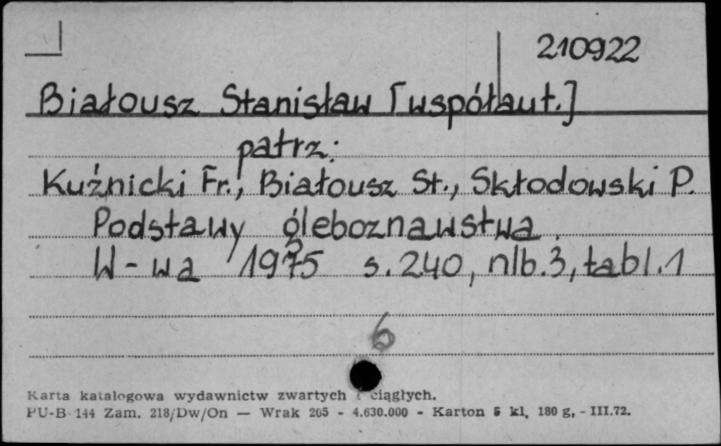 210922
Białousz Stanisław [współaut.]
patrz:
Kuźnicki Fr., Białousz St., Skłodowski P.
Podstawy gleboznawstwa.
W-wa 1975 s. 240, nlb. 3, tabl. 1
6
Karta katalogowa wydawnictw zwartych i ciągłych.
PU-B-144 Zam. 218/Dw/On — Wrak 205 - 4.630.000 - Karton 5 kl. 180 g. - III.72.